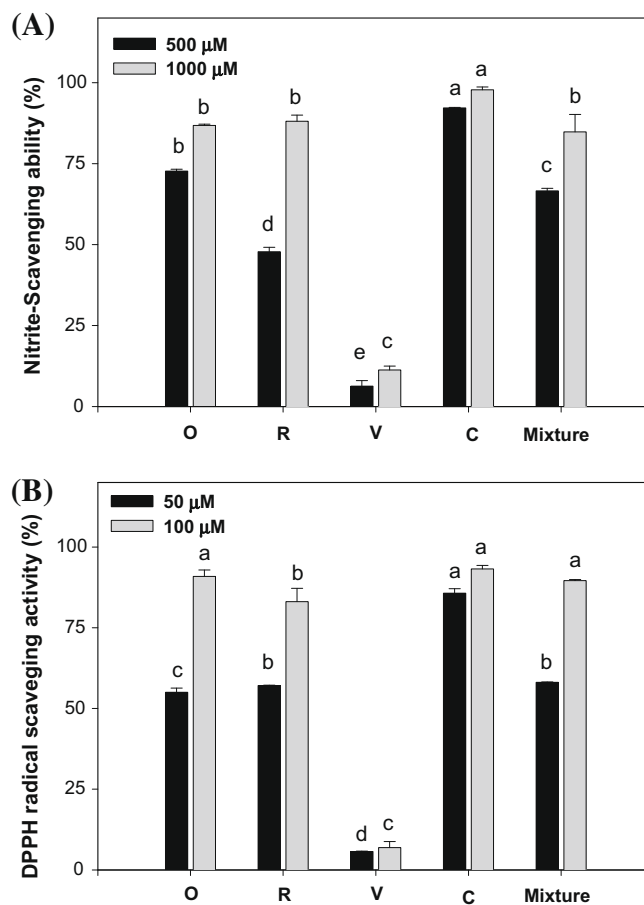 (A)
500 μM
1000 μM
Nitrite-Scavenging ability (%)
100
75
50
25
0
b
b
d
b
e
c
a
a
c
b
O
R
V
C
Mixture
(B)
50 μM
100 μM
DPPH radical scaveging activity (%)
100
75
50
25
0
c
a
b
b
d
c
a
a
b
a
O
R
V
C
Mixture